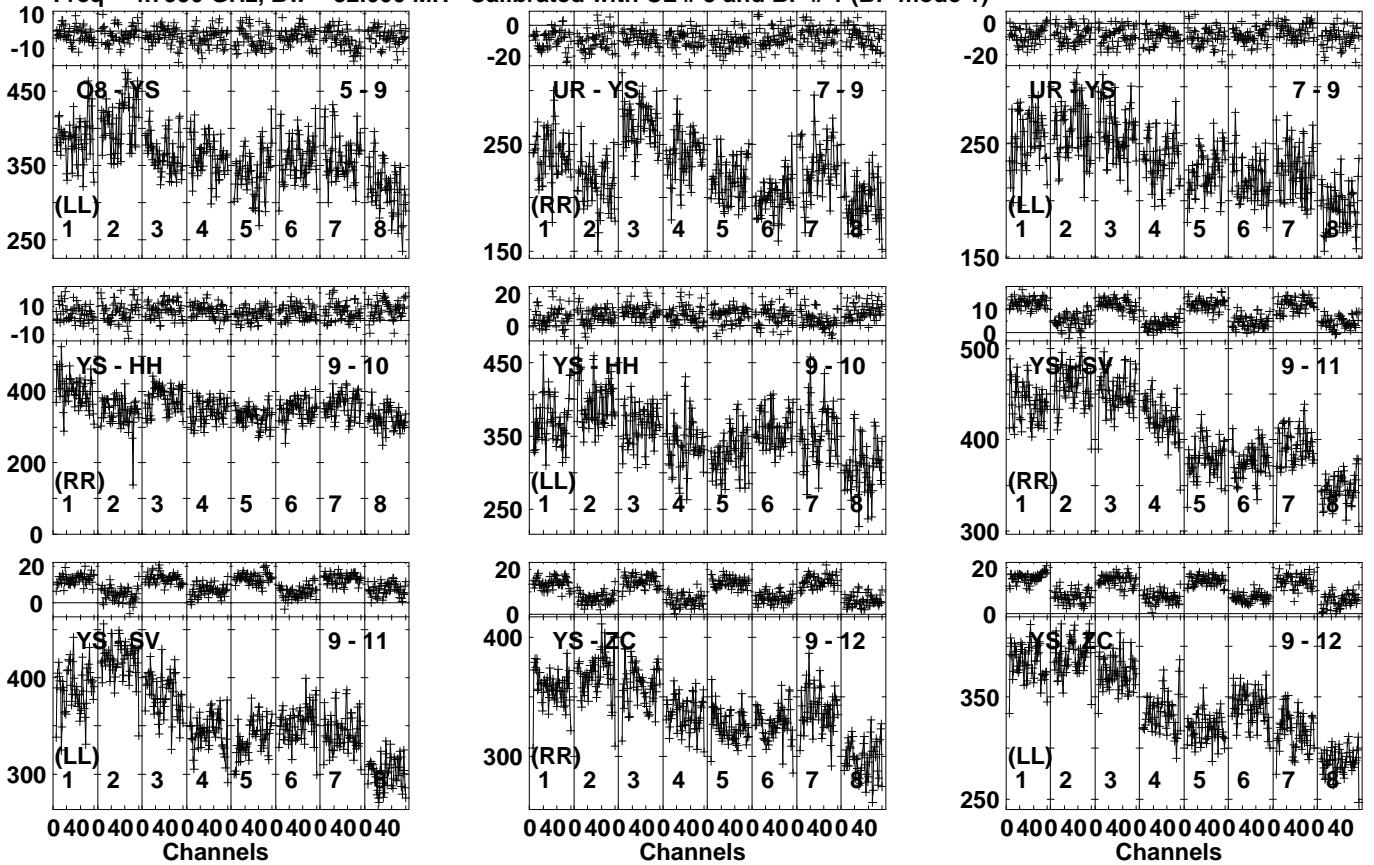 Calibrated with CL # 3 and BP # 1 (BP mode 1)
10
-10
450
350
250
O8 - YS
5 - 9
(LL)
1 2 3 4 5 6 7 8
0
-20
250
150
UR - YS
7 - 9
(RR)
1 2 3 4 5 6 7 8
0
-20
250
150
UR - YS
7 - 9
(LL)
1 2 3 4 5 6 7 8
10
-10
400
200
0
YS - HH
9 - 10
(RR)
1 2 3 4 5 6 7 8
20
0
450
350
250
YS - HH
9 - 10
(LL)
1 2 3 4 5 6 7 8
10
0
500
400
300
YS - SV
9 - 11
(RR)
1 2 3 4 5 6 7 8
20
0
400
300
YS - SV
9 - 11
(LL)
1 2 3 4 5 6 7 8
0 40 0 40 0 40 0 40 0 40 0 40 0 40 0 40
Channels
20
0
400
300
YS - ZC
9 - 12
(RR)
1 2 3 4 5 6 7 8
0 40 0 40 0 40 0 40 0 40 0 40 0 40 0 40
Channels
20
0
350
250
YS - ZC
9 - 12
(LL)
1 2 3 4 5 6 7 8
0 40 0 40 0 40 0 40 0 40 0 40 0 40 0 40
Channels